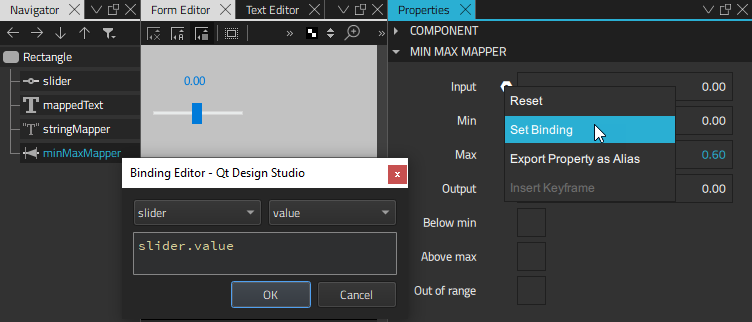 Navigator
Form Editor
Text Editor
Properties
Rectangle
slider
mappedText
"T"
stringMapper
minMaxMapper
0.00
COMPONENT
MIN MAX MAPPER
Input
0.00
Min
0.00
Max
0.60
Output
0.00
Below min
Above max
Out of range
Reset
Set Binding
Export Property as Alias
Insert Keyframe
Binding Editor - Qt Design Studio
x
slider
value
slider.value
OK
Cancel